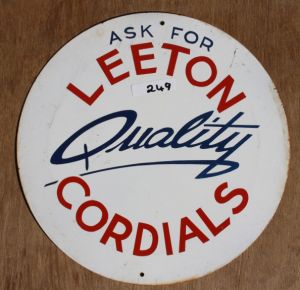 ASK FOR
LEETON
249
Quality
CORDIALS